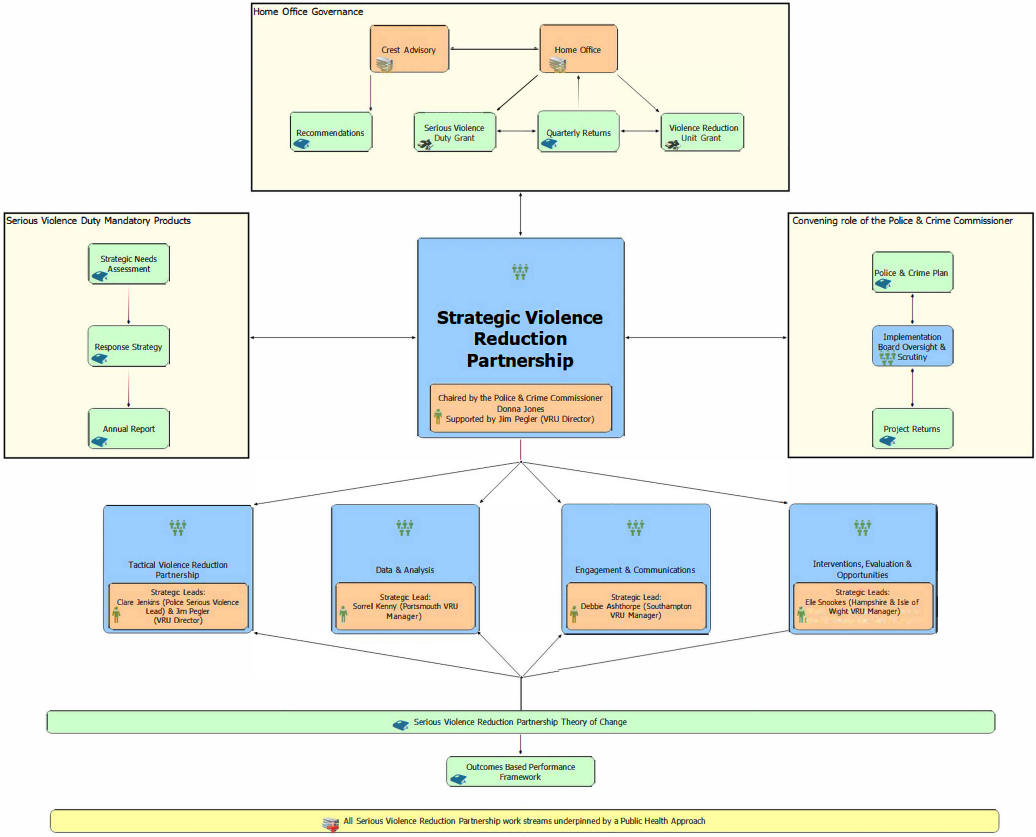 Home Office Governance
Crest Advisory
Home Office
Recommendations
Serious Violence
Duty Grant
Quarterly Returns
Violence Reduction
Unit Grant
Serious Violence Duty Mandatory Products
Strategic Needs
Assessment
Response Strategy
Annual Report
Strategic Violence
Reduction
Partnership
Chaired by the Police & Crime Commissioner
Donna Jones
Supported by Jim Pegler (VRU Director)
Convening role of the Police & Crime Commissioner
Police & Crime Plan
Implementation
Board Oversight &
Scrutiny
Project Returns
Tactical Violence Reduction
Partnership
Strategic Leads:
Clare Jenkins (Police Serious Violence
Lead) & Jim Pegler
(VRU Director)
Data & Analysis
Strategic Lead:
Sorrell Kenny (Portsmouth VRU
Manager)
Engagement & Communications
Strategic Lead:
Debbie Ashthorpe (Southampton
VRU Manager)
Interventions, Evaluation &
Opportunities
Strategic Leads:
Elle Snookes (Hampshire & Isle of
Wight VRU Manager)
Serious Violence Reduction Partnership Theory of Change
Outcomes Based Performance
Framework
All Serious Violence Reduction Partnership work streams underpinned by a Public Health Approach